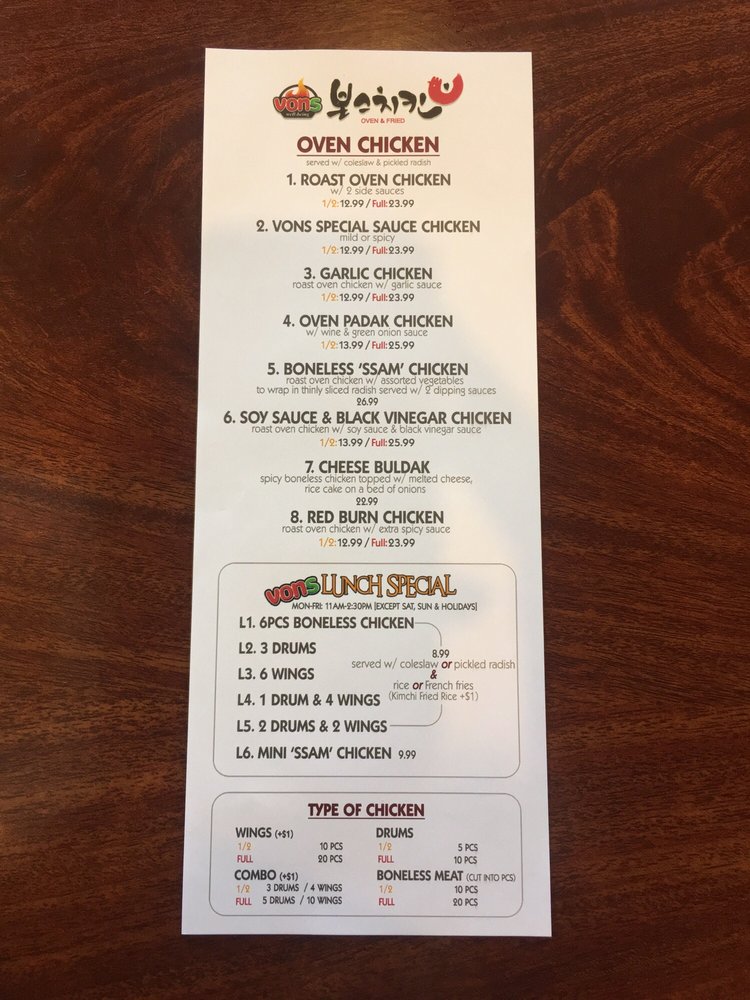 vons
well-being
본스치킨
OVEN & FRIED
OVEN CHICKEN
served w/ coleslaw & pickled radish
1. ROAST OVEN CHICKEN
w/ 2 side sauces
1/2: 12.99 / Full: 23.99
2. VONS SPECIAL SAUCE CHICKEN
mild or spicy
1/2: 12.99 / Full: 23.99
3. GARLIC CHICKEN
roast oven chicken w/ garlic sauce
1/2: 12.99 / Full: 23.99
4. OVEN PADAK CHICKEN
w/ wine & green onion sauce
1/2: 13.99 / Full: 25.99
5. BONELESS 'SSAM' CHICKEN
roast oven chicken w/ assorted vegetables
to wrap in thinly sliced radish served w/ 2 dipping sauces
26.99
6. SOY SAUCE & BLACK VINEGAR CHICKEN
roast oven chicken w/ soy sauce & black vinegar sauce
1/2: 13.99 / Full: 25.99
7. CHEESE BULDAK
spicy boneless chicken topped w/ melted cheese,
rice cake on a bed of onions
22.99
8. RED BURN CHICKEN
roast oven chicken w/ extra spicy sauce
1/2: 12.99 / Full: 23.99
vons LUNCH SPECIAL
MON-FRI: 11AM-2:30PM [EXCEPT SAT, SUN & HOLIDAYS]
L1. 6PCS BONELESS CHICKEN
L2. 3 DRUMS
L3. 6 WINGS
L4. 1 DRUM & 4 WINGS
L5. 2 DRUMS & 2 WINGS
8.99
served w/ coleslaw or pickled radish
&
rice or French fries
(Kimchi Fried Rice +$1)
L6. MINI 'SSAM' CHICKEN 9.99
TYPE OF CHICKEN
WINGS (+$1)
1/2 10 PCS
FULL 20 PCS
DRUMS
1/2 5 PCS
FULL 10 PCS
COMBO (+$1)
1/2 3 DRUMS / 4 WINGS
FULL 5 DRUMS / 10 WINGS
BONELESS MEAT (CUT INTO PCS)
1/2 10 PCS
FULL 20 PCS